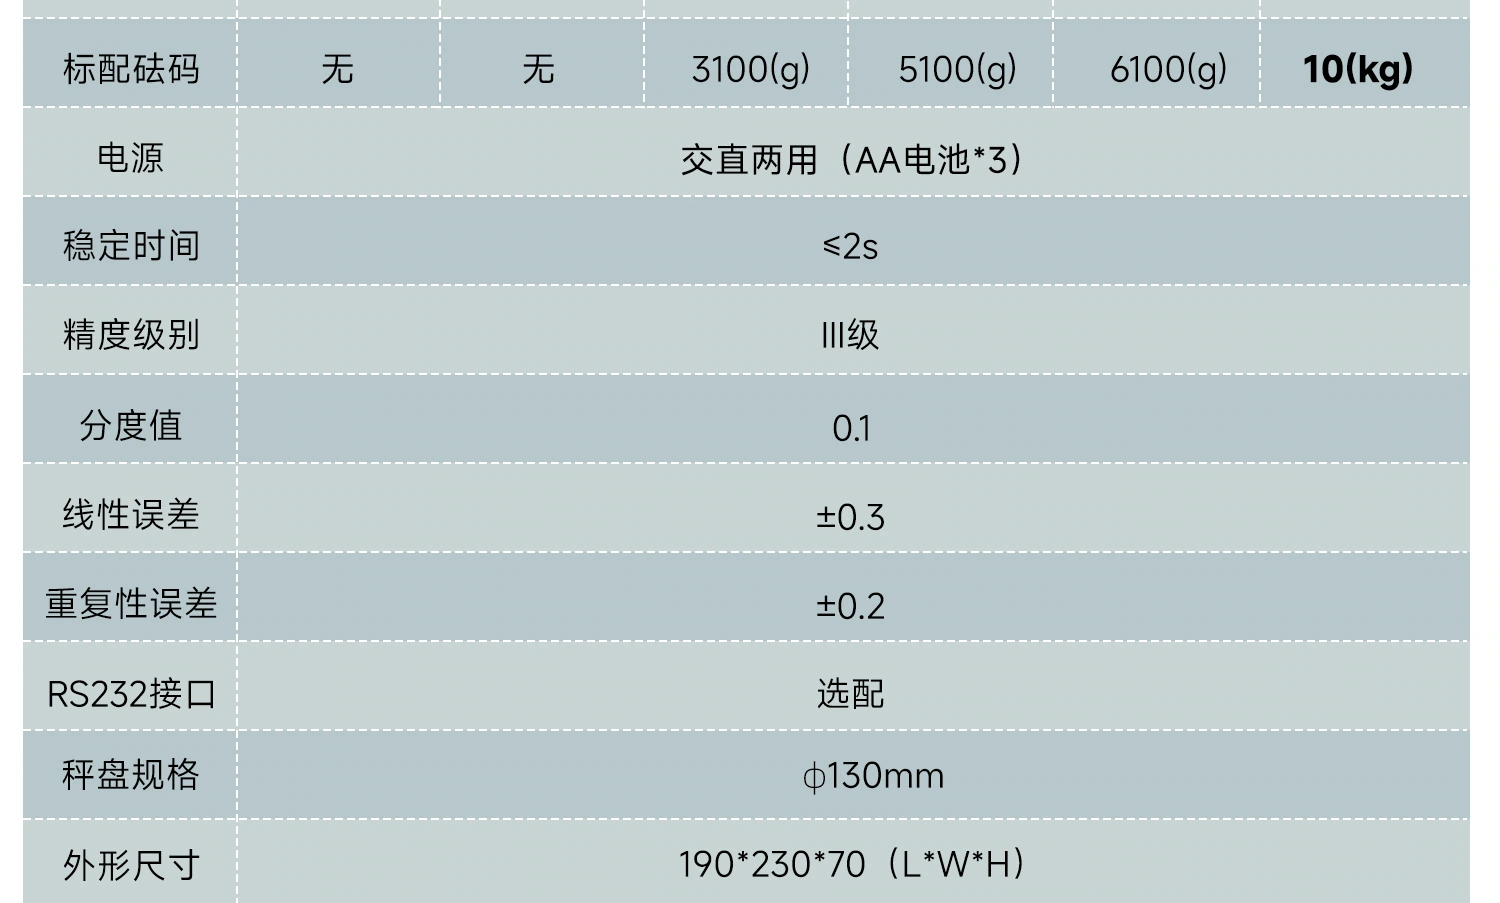 标配砝码 无 无 3100(g) 5100(g) 6100(g) 10(kg)
电源 交直两用（AA电池*3）
稳定时间 ⩽2s
精度级别 III级
分度值 0.1
线性误差 ±0.3
重复性误差 ±0.2
RS232接口 选配
秤盘规格 ф130mm
外形尺寸 190*230*70（L*W*H）